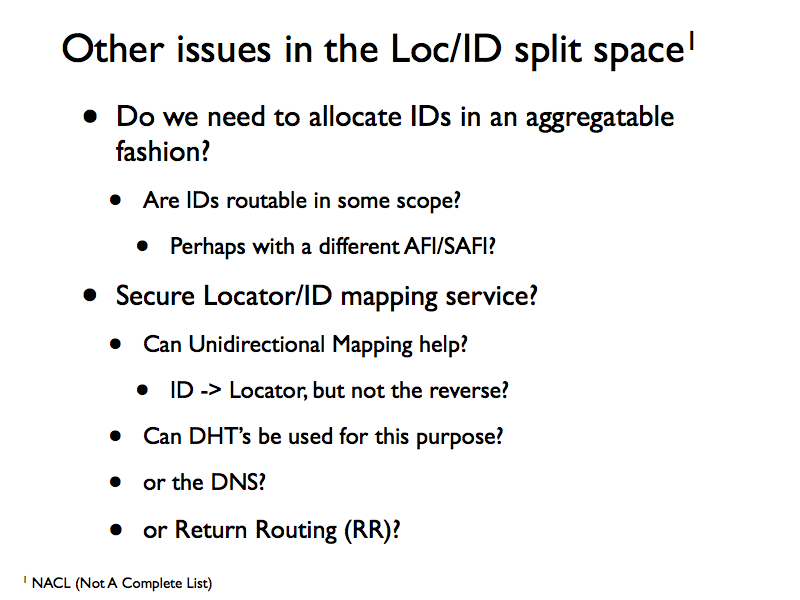 Other issues in the Loc/ID split space¹
• Do we need to allocate IDs in an aggregatable
fashion?
• Are IDs routable in some scope?
• Perhaps with a different AFI/SAFI?
• Secure Locator/ID mapping service?
• Can Unidirectional Mapping help?
• ID -> Locator, but not the reverse?
• Can DHT's be used for this purpose?
• or the DNS?
• or Return Routing (RR)?
¹ NACL (Not A Complete List)